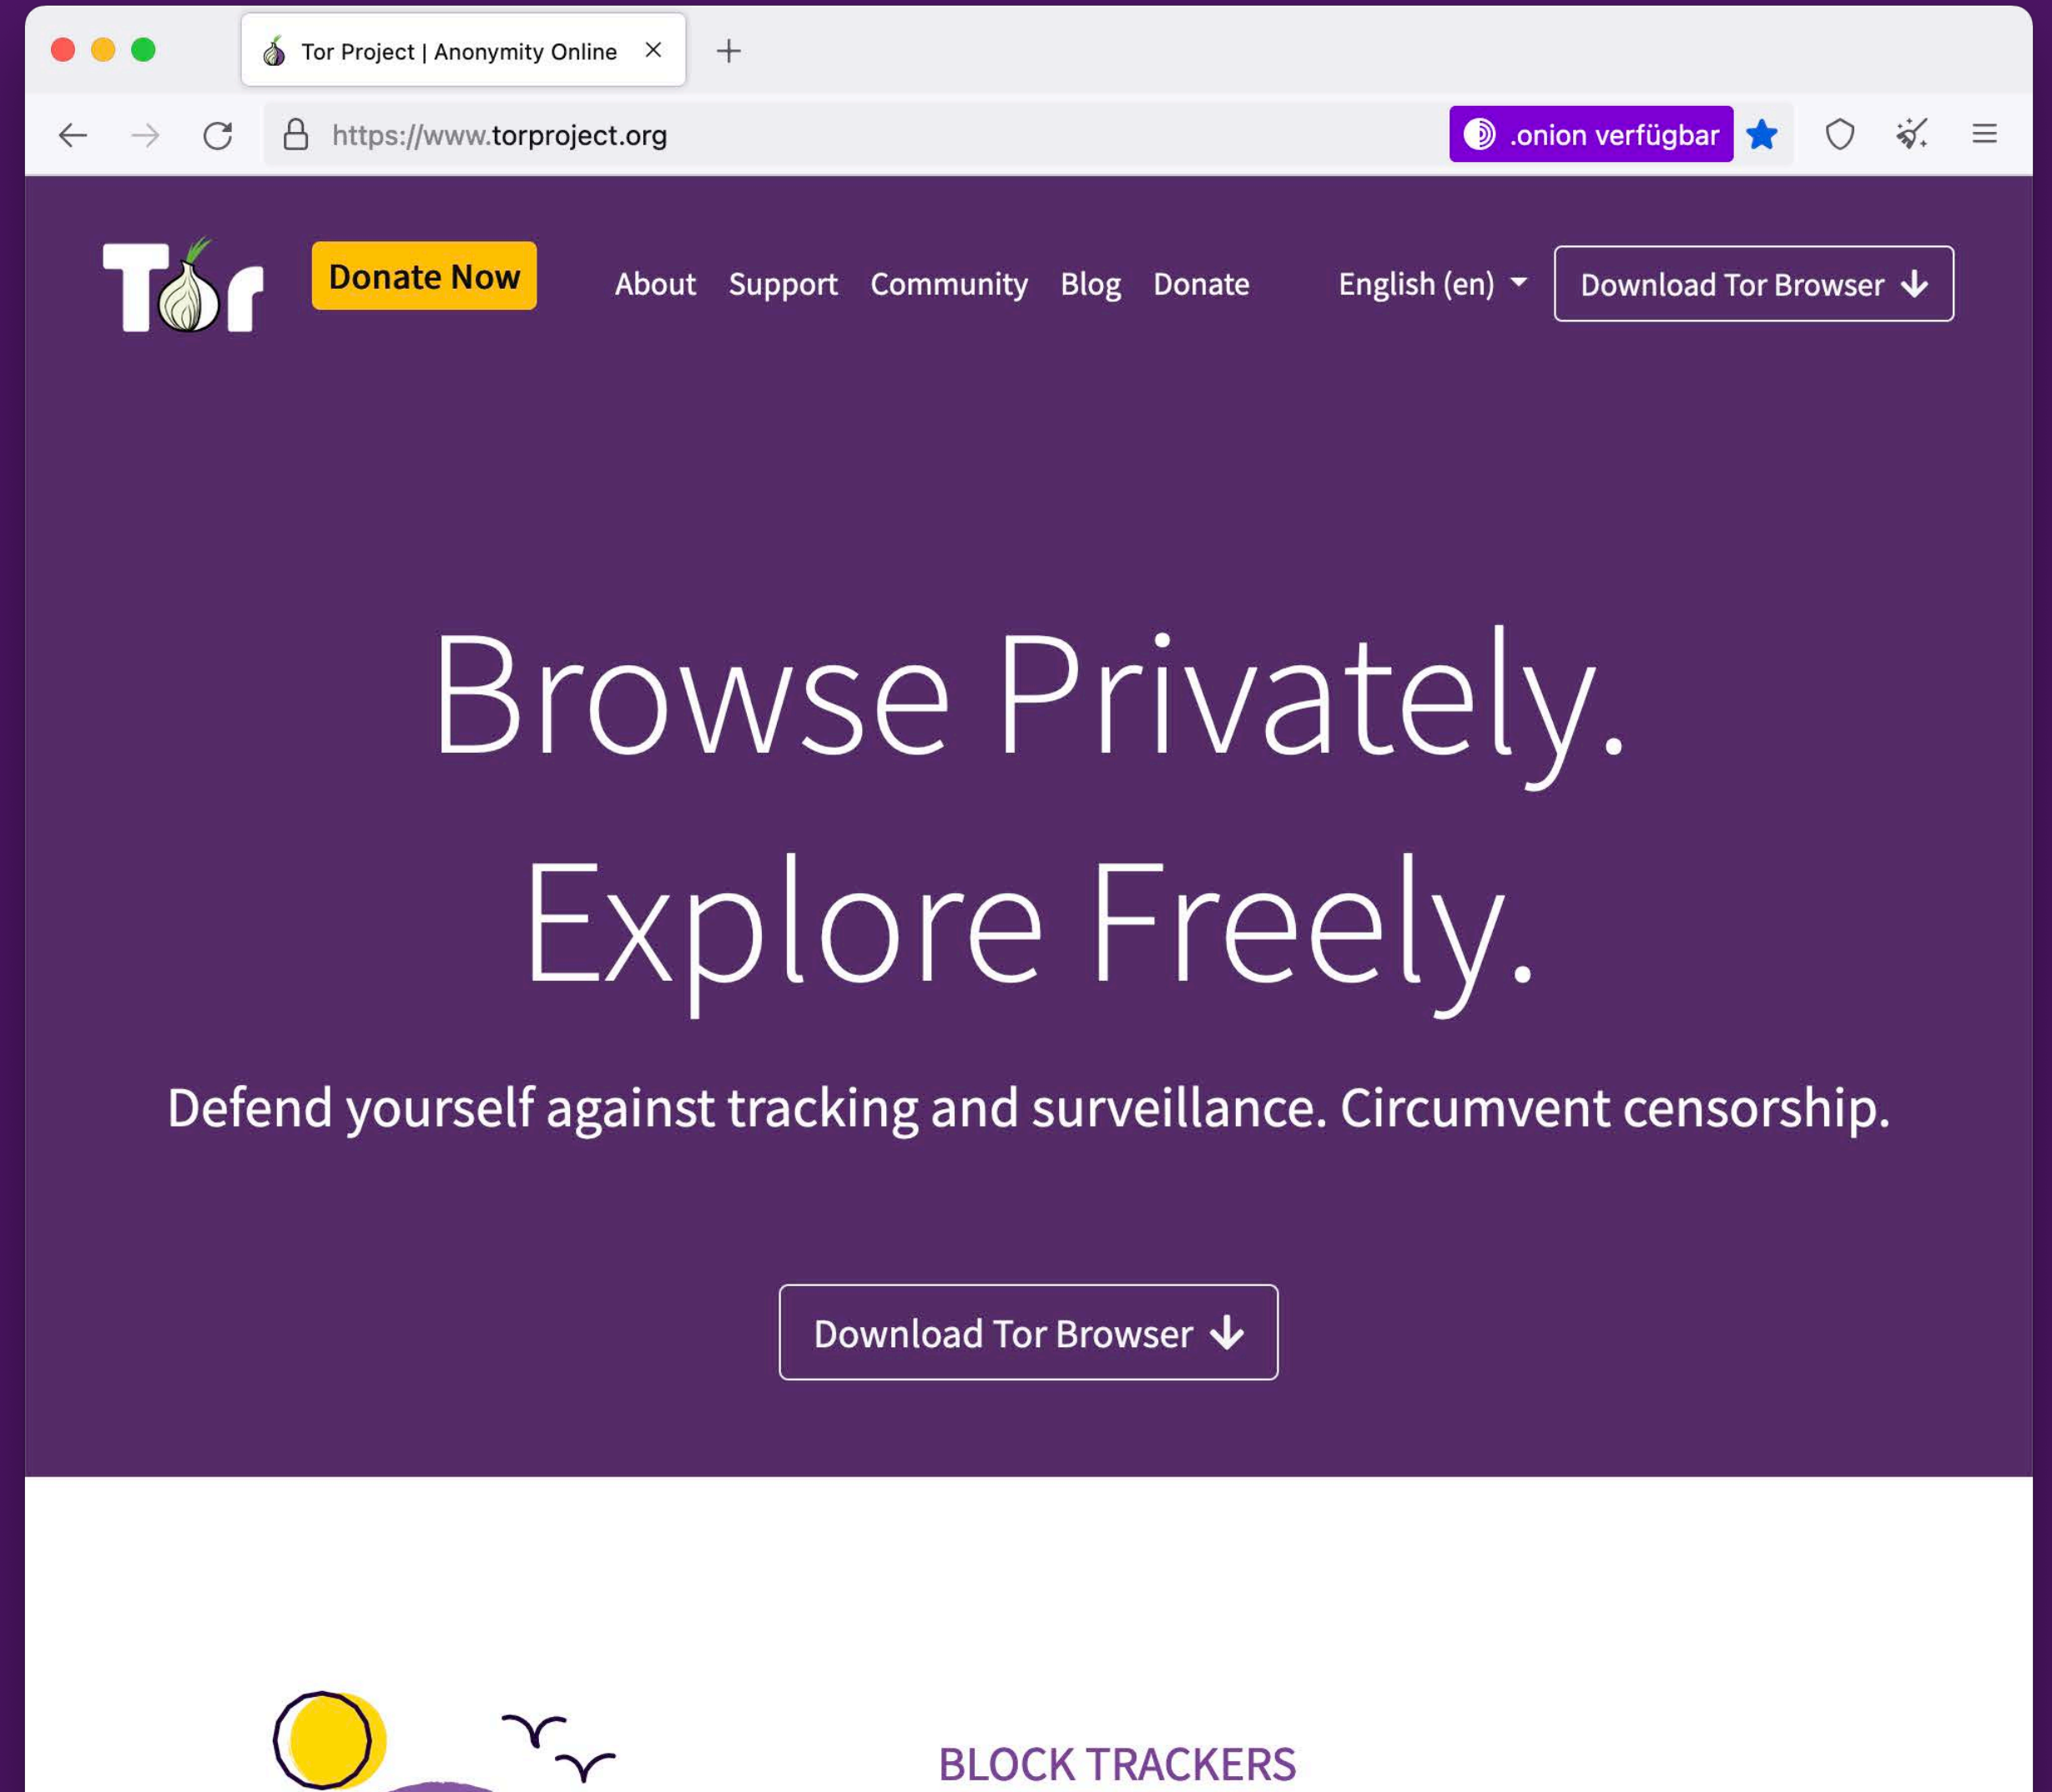 Tor Project | Anonymity Online
https://www.torproject.org
.onion verfügbar
Tor
Donate Now
About Support Community Blog Donate
English (en)
Download Tor Browser
Browse Privately.
Explore Freely.
Defend yourself against tracking and surveillance. Circumvent censorship.
Download Tor Browser
BLOCK TRACKERS